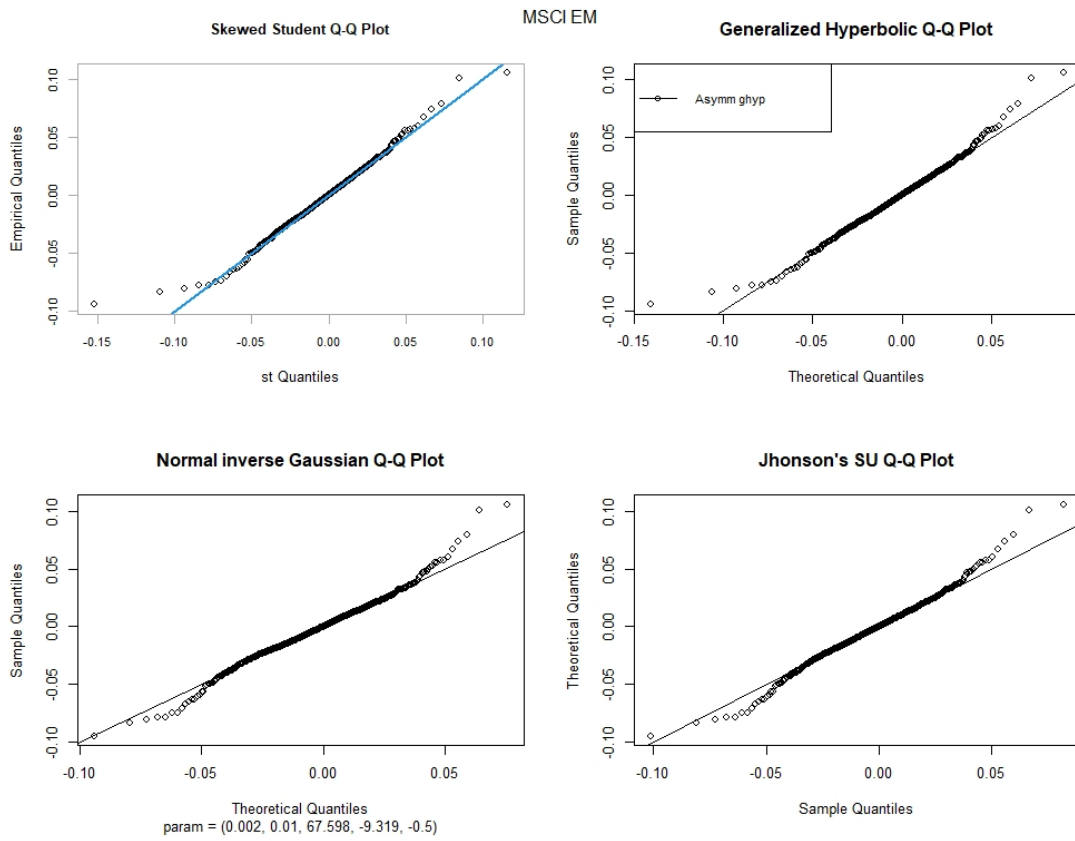 MSCI EM
Skewed Student Q-Q Plot
Empirical Quantiles
0.10
0.05
0.00
-0.05
-0.10
-0.15 -0.10 -0.05 0.00 0.05 0.10
st Quantiles
Generalized Hyperbolic Q-Q Plot
Asymm ghyp
Sample Quantiles
0.10
0.05
0.00
-0.05
-0.10
-0.15 -0.10 -0.05 0.00 0.05
Theoretical Quantiles
Normal inverse Gaussian Q-Q Plot
Sample Quantiles
0.10
0.05
0.00
-0.05
-0.10
-0.10 -0.05 0.00 0.05
Theoretical Quantiles
param = (0.002, 0.01, 67.598, -9.319, -0.5)
Jhonson's SU Q-Q Plot
Theoretical Quantiles
0.10
0.05
0.00
-0.05
-0.10
-0.10 -0.05 0.00 0.05
Sample Quantiles